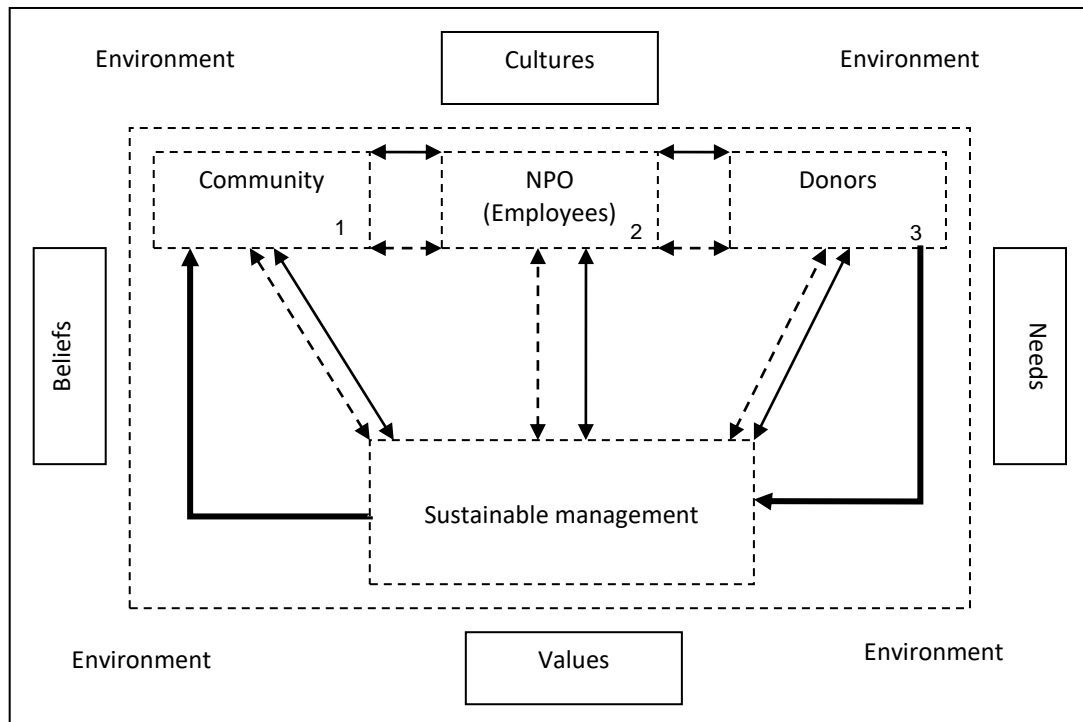 Environment
Cultures
Environment
Community
1
NPO
(Employees)
2
Donors
3
Beliefs
Needs
Sustainable management
Environment
Values
Environment